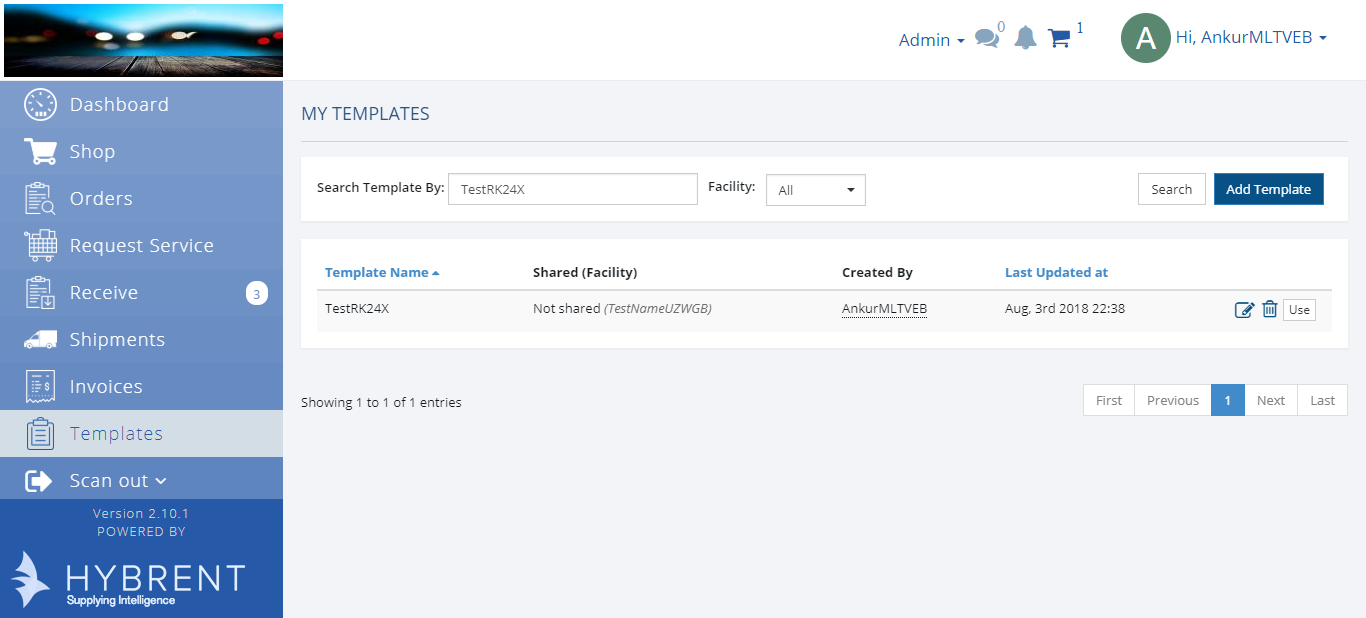 Admin 0 1 A Hi, AnkurMLTVEB
Dashboard
Shop
Orders
Request Service
Receive 3
Shipments
Invoices
Templates
Scan out
Version 2.10.1
POWERED BY
HYBRENT
Supplying Intelligence
MY TEMPLATES
Search Template By: TestRK24X Facility: All Search Add Template
Template Name Shared (Facility) Created By Last Updated at
TestRK24X Not shared (TestNameUZWGB) AnkurMLTVEB Aug, 3rd 2018 22:38 Use
Showing 1 to 1 of 1 entries First Previous 1 Next Last